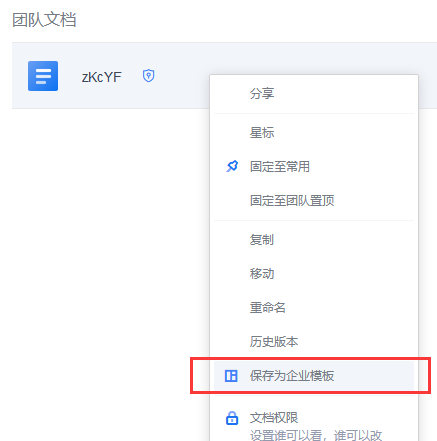 团队文档
zKcYF
分享
星标
固定至常用
固定至团队置顶
复制
移动
重命名
历史版本
保存为企业模板
文档权限
设置谁可以看，谁可以改